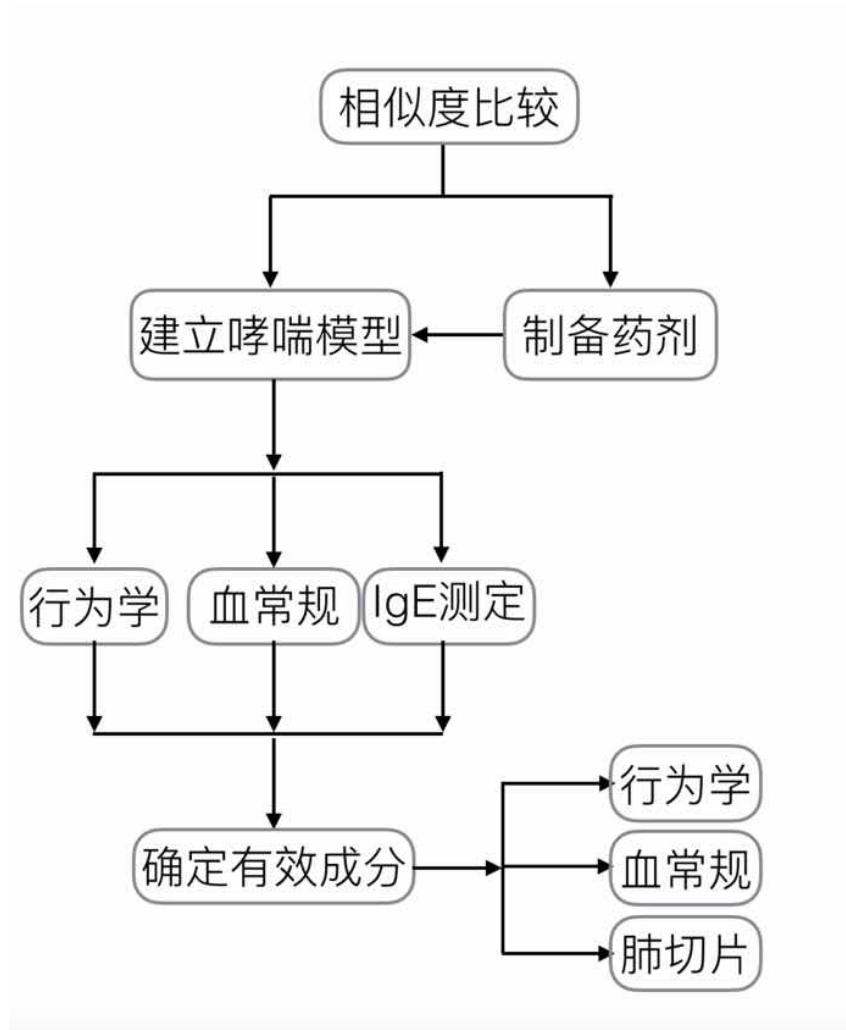 相似度比较
建立哮喘模型
制备药剂
行为学
血常规
IgE测定
确定有效成分
行为学
血常规
肺切片